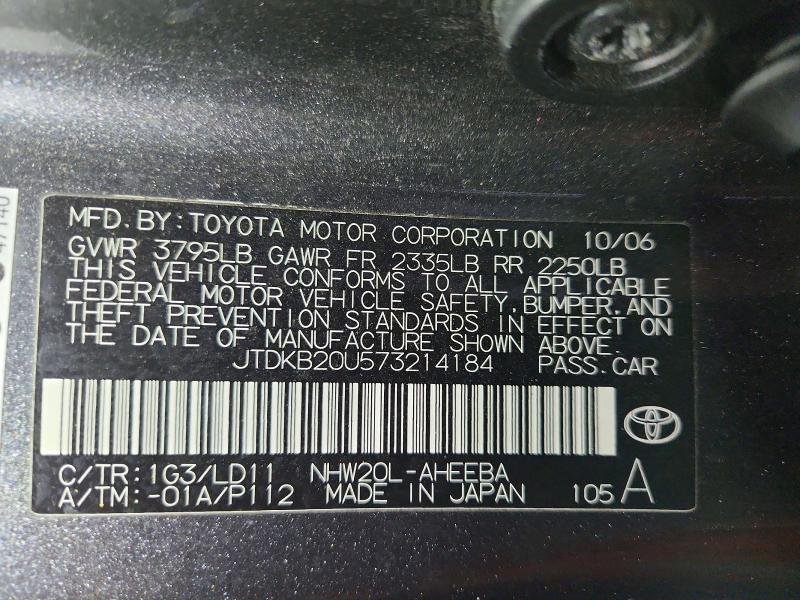 MFD. BY: TOYOTA MOTOR CORPORATION 10/06
GVWR 3795LB GAWR FR 2335LB RR 2250LB
THIS VEHICLE CONFORMS TO ALL APPLICABLE
FEDERAL MOTOR VEHICLE SAFETY, BUMPER, AND
THEFT PREVENTION STANDARDS IN EFFECT ON
THE DATE OF MANUFACTURE SHOWN ABOVE.
JTDKB20U573214184 PASS. CAR
C/TR: 1G3/LD11 NHW20L-AHEEBA
A/TM: -01A/P112 MADE IN JAPAN 105 A
47140